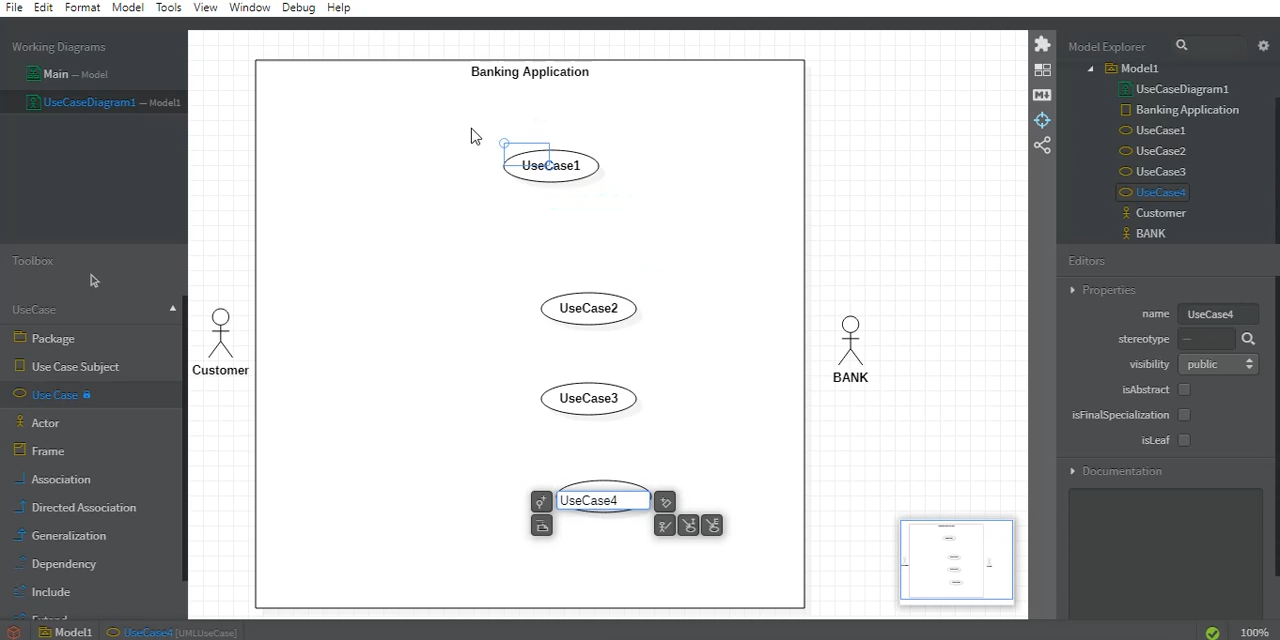 File Edit Format Model Tools View Window Debug Help
Working Diagrams
Main — Model
UseCaseDiagram1 — Model1
Toolbox
UseCase
Package
Use Case Subject
Use Case
Actor
Frame
Association
Directed Association
Generalization
Dependency
Include
Extend
Banking Application
UseCase1
UseCase2
UseCase3
UseCase4
Customer
BANK
Model Explorer
Model1
UseCaseDiagram1
Banking Application
UseCase1
UseCase2
UseCase3
UseCase4
Customer
BANK
Editors
Properties
name UseCase4
stereotype —
visibility public
isAbstract
isFinalSpecialization
isLeaf
Documentation
Model1 UseCase4 [UMLUseCase] 100%